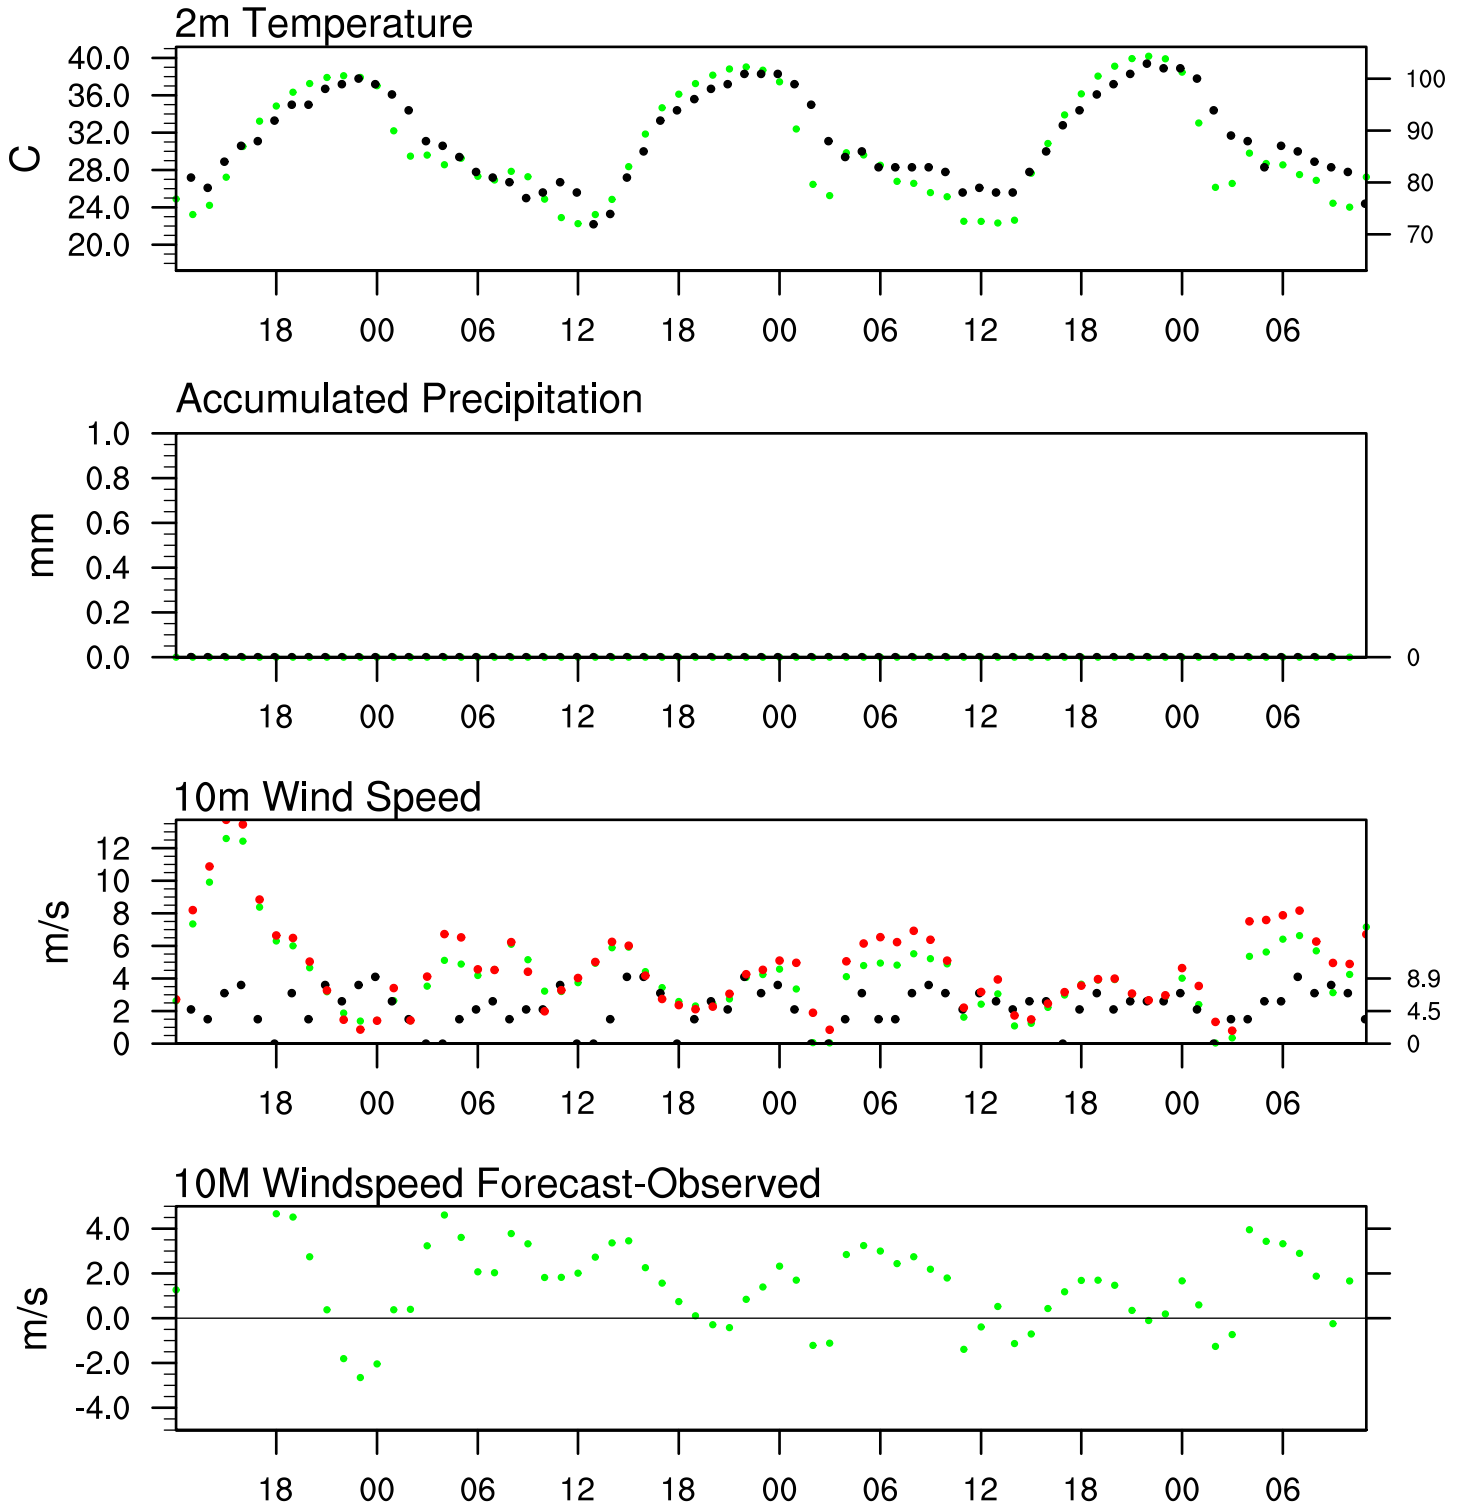 2m Temperature
40.0
36.0
32.0
28.0
24.0
20.0
C
100
90
80
70
18 00 06 12 18 00 06 12 18 00 06
Accumulated Precipitation
1.0
0.8
0.6
0.4
0.2
0.0
mm
0
18 00 06 12 18 00 06 12 18 00 06
10m Wind Speed
12
10
8
6
4
2
0
m/s
8.9
4.5
0
18 00 06 12 18 00 06 12 18 00 06
10M Windspeed Forecast-Observed
4.0
2.0
0.0
-2.0
-4.0
m/s
18 00 06 12 18 00 06 12 18 00 06